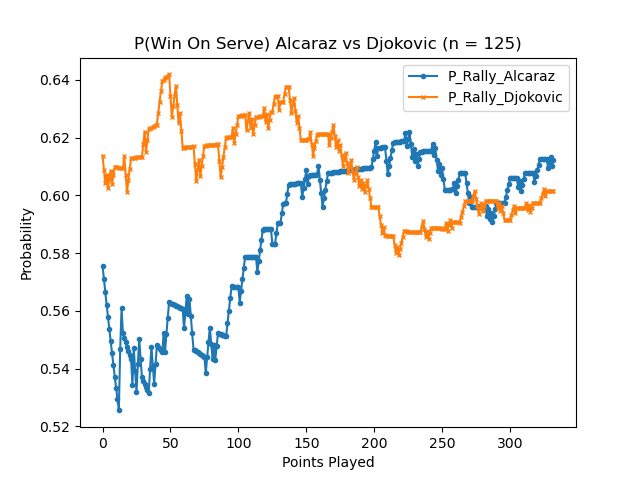 P(Win On Serve) Alcaraz vs Djokovic (n = 125)
P_Rally_Alcaraz
P_Rally_Djokovic
0.64
0.62
0.60
0.58
0.56
0.54
0.52
Probability
0 50 100 150 200 250 300
Points Played